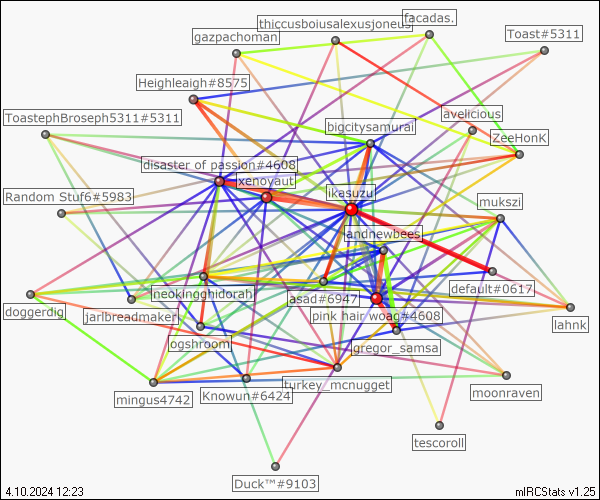 facadas.
thiccusboiusalexusjoneus
Toast#5311
gazpachoman
Heighleaigh#8575
ToastephBroseph5311#5311
avelicious
bigcitysamurai
ZeeHonK
disaster of passion#4608
xenoyaut
Random Stuf6#5983
ikasuzu
mukszi
landnewbees
default#0617
neokingghidorah
asad#6947
doggerdig
jarlbreadmaker
pink hair woag#4608
lahnk
ogshroom
gregor_samsa
turkey_mcnugget
mingus4742
Knowun#6424
moonraven
tescoroll
Duck™#9103
4.10.2024 12:23
mIRCStats v1.25